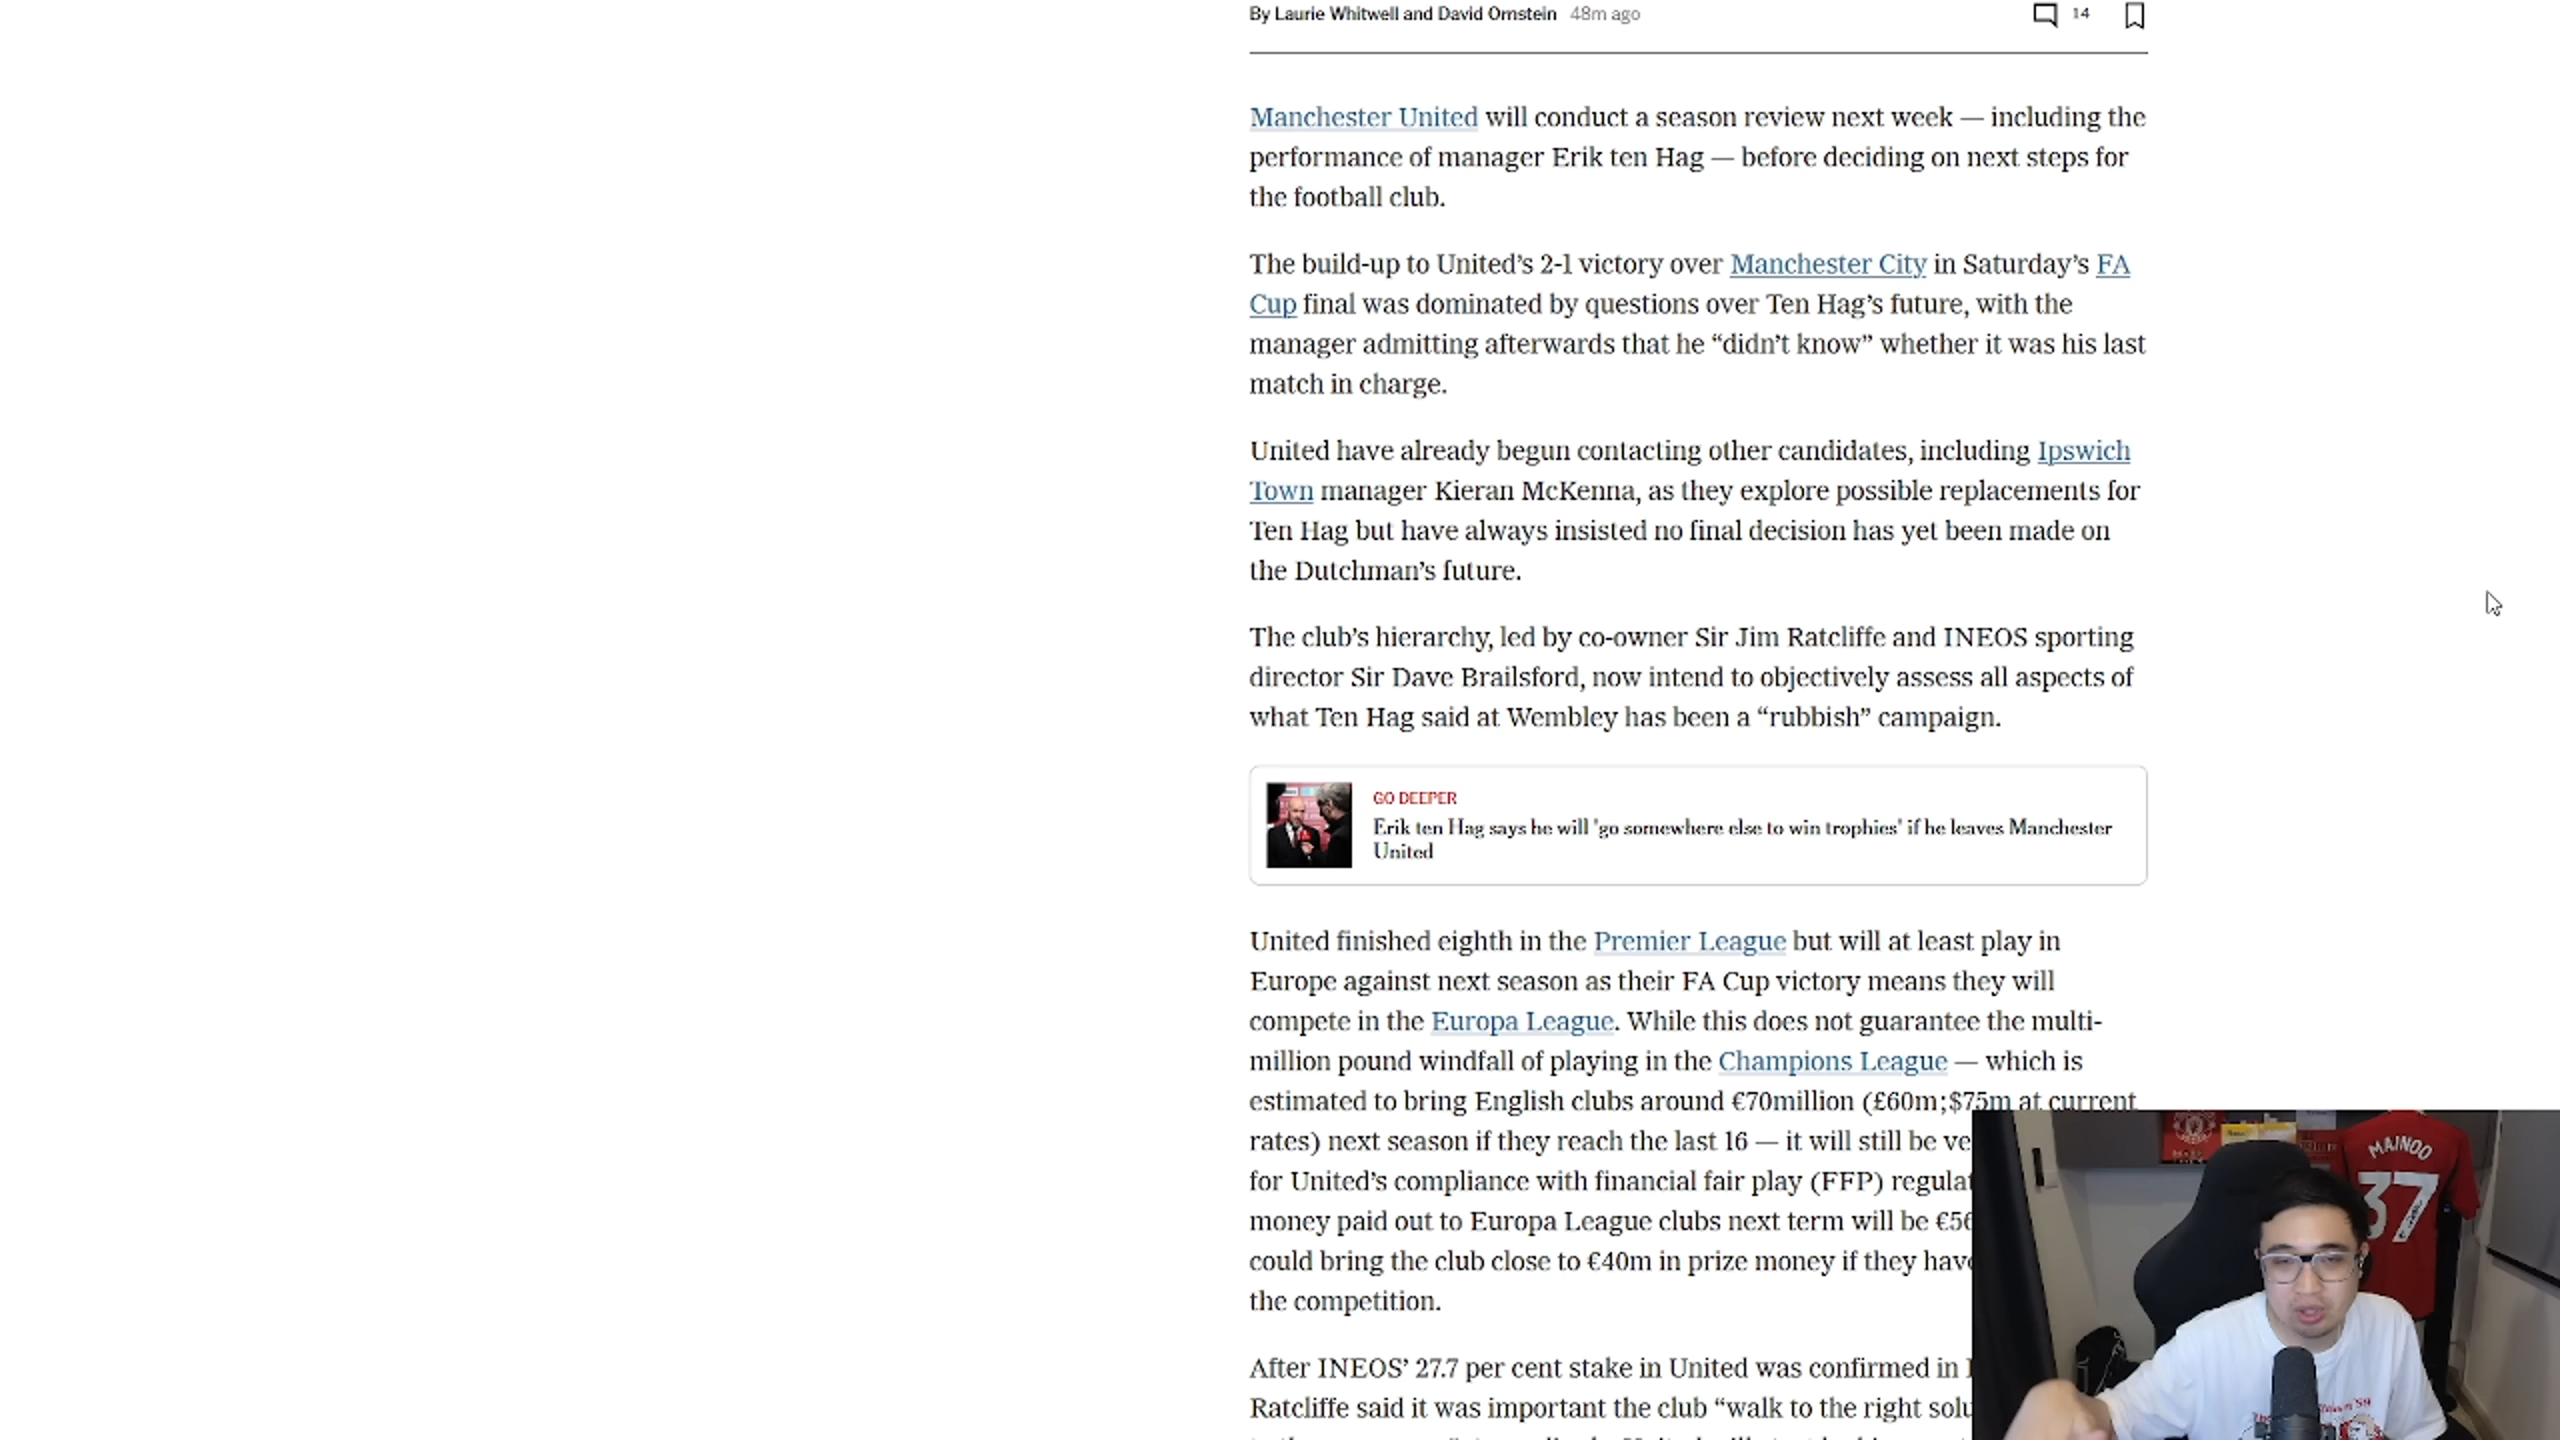 By Laurie Whitwell and David Ornstein 48m ago 14
Manchester United will conduct a season review next week — including the
performance of manager Erik ten Hag — before deciding on next steps for
the football club.
The build-up to United’s 2-1 victory over Manchester City in Saturday’s FA
Cup final was dominated by questions over Ten Hag’s future, with the
manager admitting afterwards that he “didn’t know” whether it was his last
match in charge.
United have already begun contacting other candidates, including Ipswich
Town manager Kieran McKenna, as they explore possible replacements for
Ten Hag but have always insisted no final decision has yet been made on
the Dutchman’s future.
The club’s hierarchy, led by co-owner Sir Jim Ratcliffe and INEOS sporting
director Sir Dave Brailsford, now intend to objectively assess all aspects of
what Ten Hag said at Wembley has been a “rubbish” campaign.
GO DEEPER
Erik ten Hag says he will 'go somewhere else to win trophies' if he leaves Manchester
United
United finished eighth in the Premier League but will at least play in
Europe against next season as their FA Cup victory means they will
compete in the Europa League. While this does not guarantee the multi-
million pound windfall of playing in the Champions League — which is
estimated to bring English clubs around €70million (£60m;$75m at current
rates) next season if they reach the last 16 — it will still be
for United’s compliance with financial fair play (FFP)
money paid out to Europa League clubs next term will be
could bring the club close to €40m in prize money if they
the competition.
After INEOS’ 27.7 per cent stake in United was confirmed in
Ratcliffe said it was important the club “walk to the right
MAINOO
37